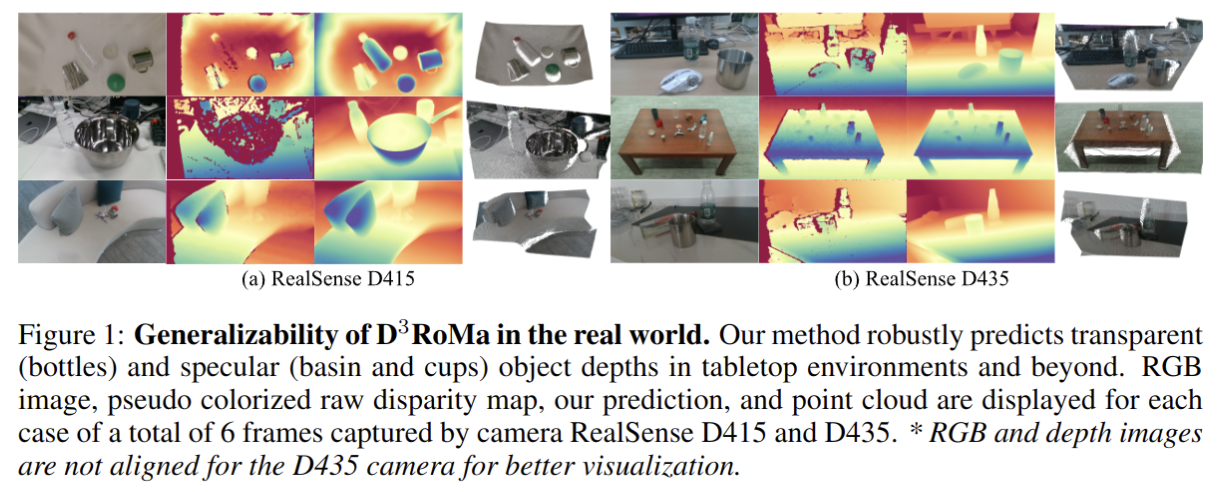 (a) RealSense D415
(b) RealSense D435
Figure 1: Generalizability of D³RoMa in the real world. Our method robustly predicts transparent
(bottles) and specular (basin and cups) object depths in tabletop environments and beyond. RGB
image, pseudo colorized raw disparity map, our prediction, and point cloud are displayed for each
case of a total of 6 frames captured by camera RealSense D415 and D435. * RGB and depth images
are not aligned for the D435 camera for better visualization.